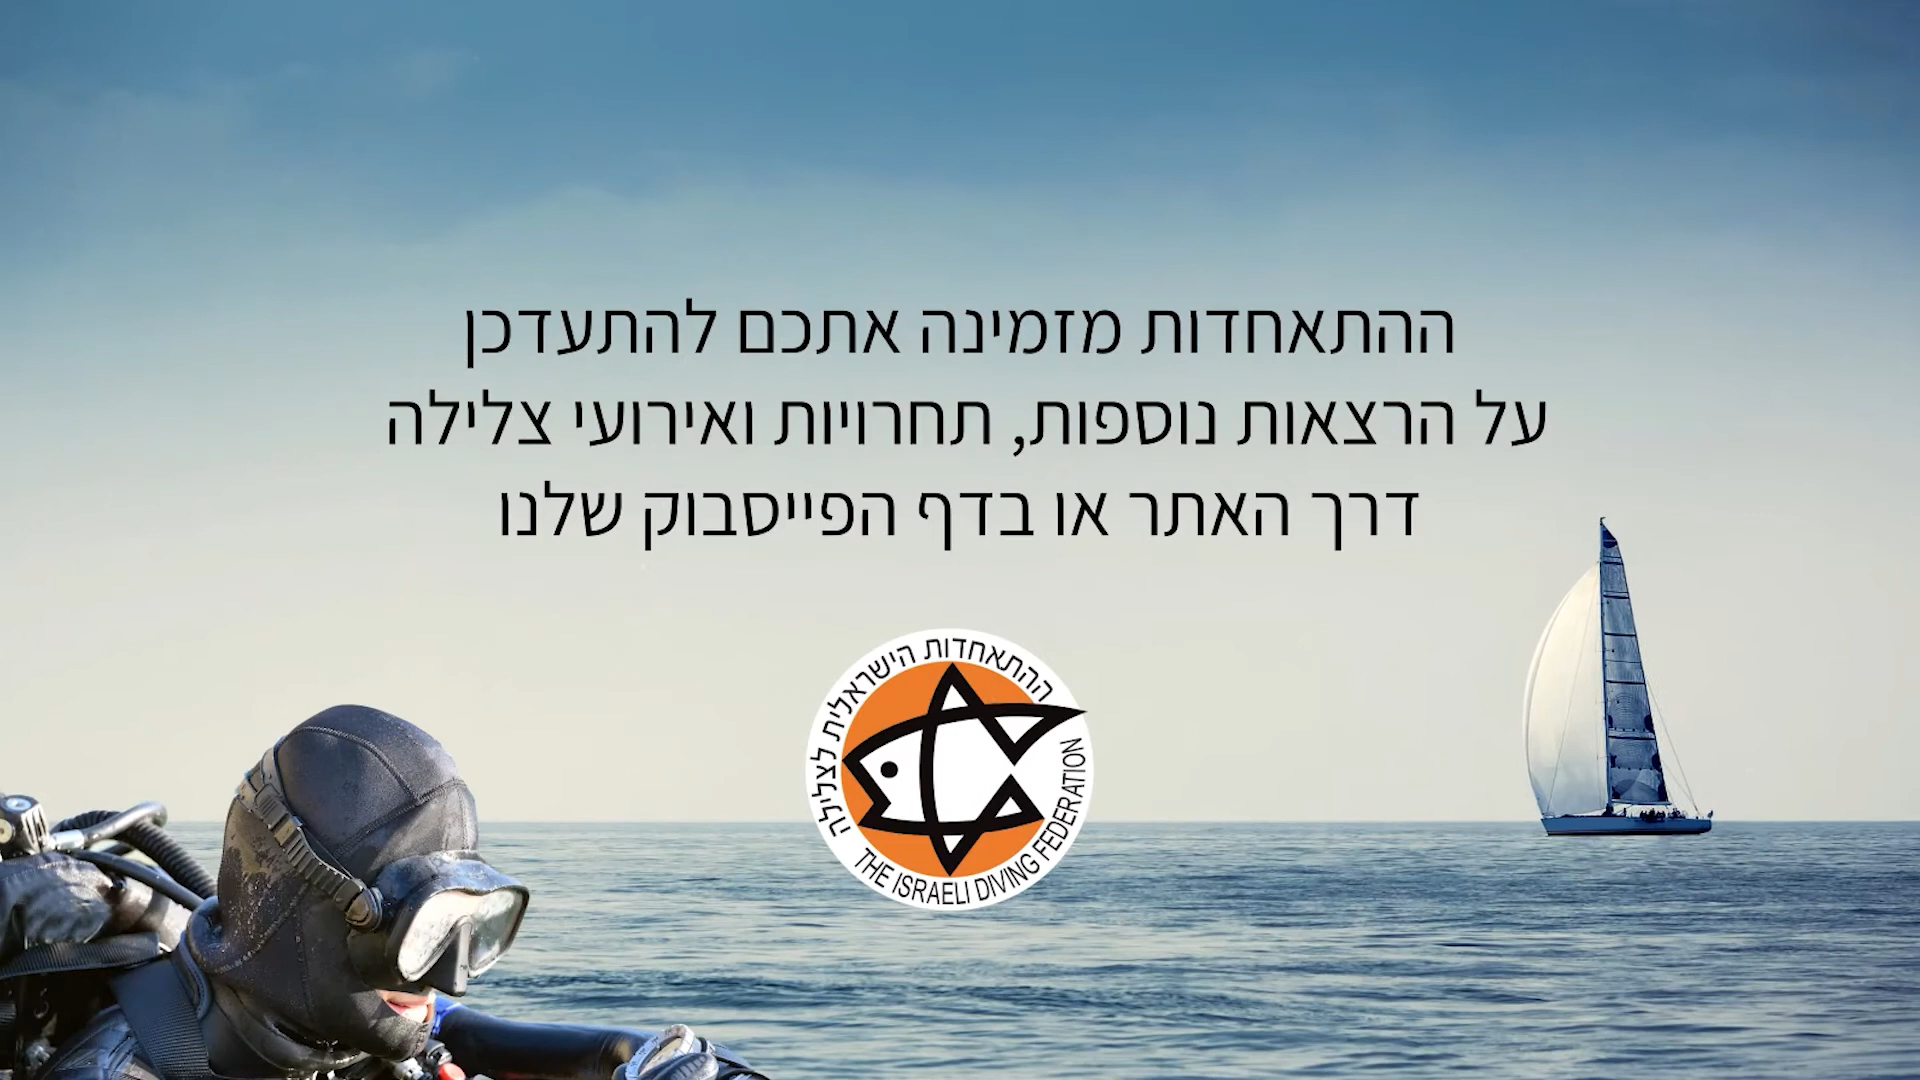 ההתאחדות מזמינה אתכם להתעדכן
על הרצאות נוספות, תחרויות ואירועי צלילה
דרך האתר או בדף הפייסבוק שלנו
ההתאחדות הישראלית לצלילה
THE ISRAELI DIVING FEDERATION